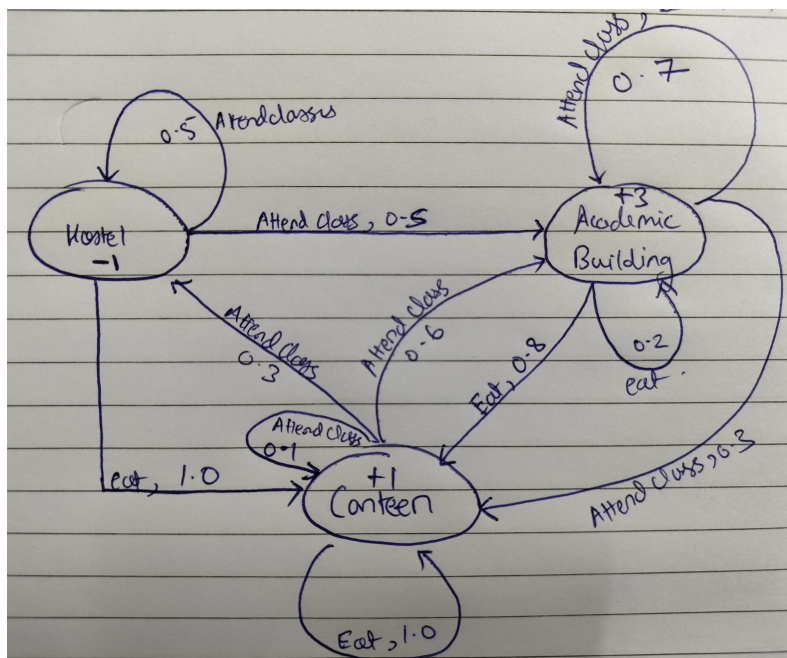 Attend Class,
0.7
0.5
Attend classes
Hostel
-1
Attend class, 0.5
+3
Academic
Building
Attend Class
0.3
Attend Class
0.6
Eat, 0.8
0.2
eat
Attend Class
0.1
eat, 1.0
+1
Canteen
Attend Class, 0.3
Eat, 1.0